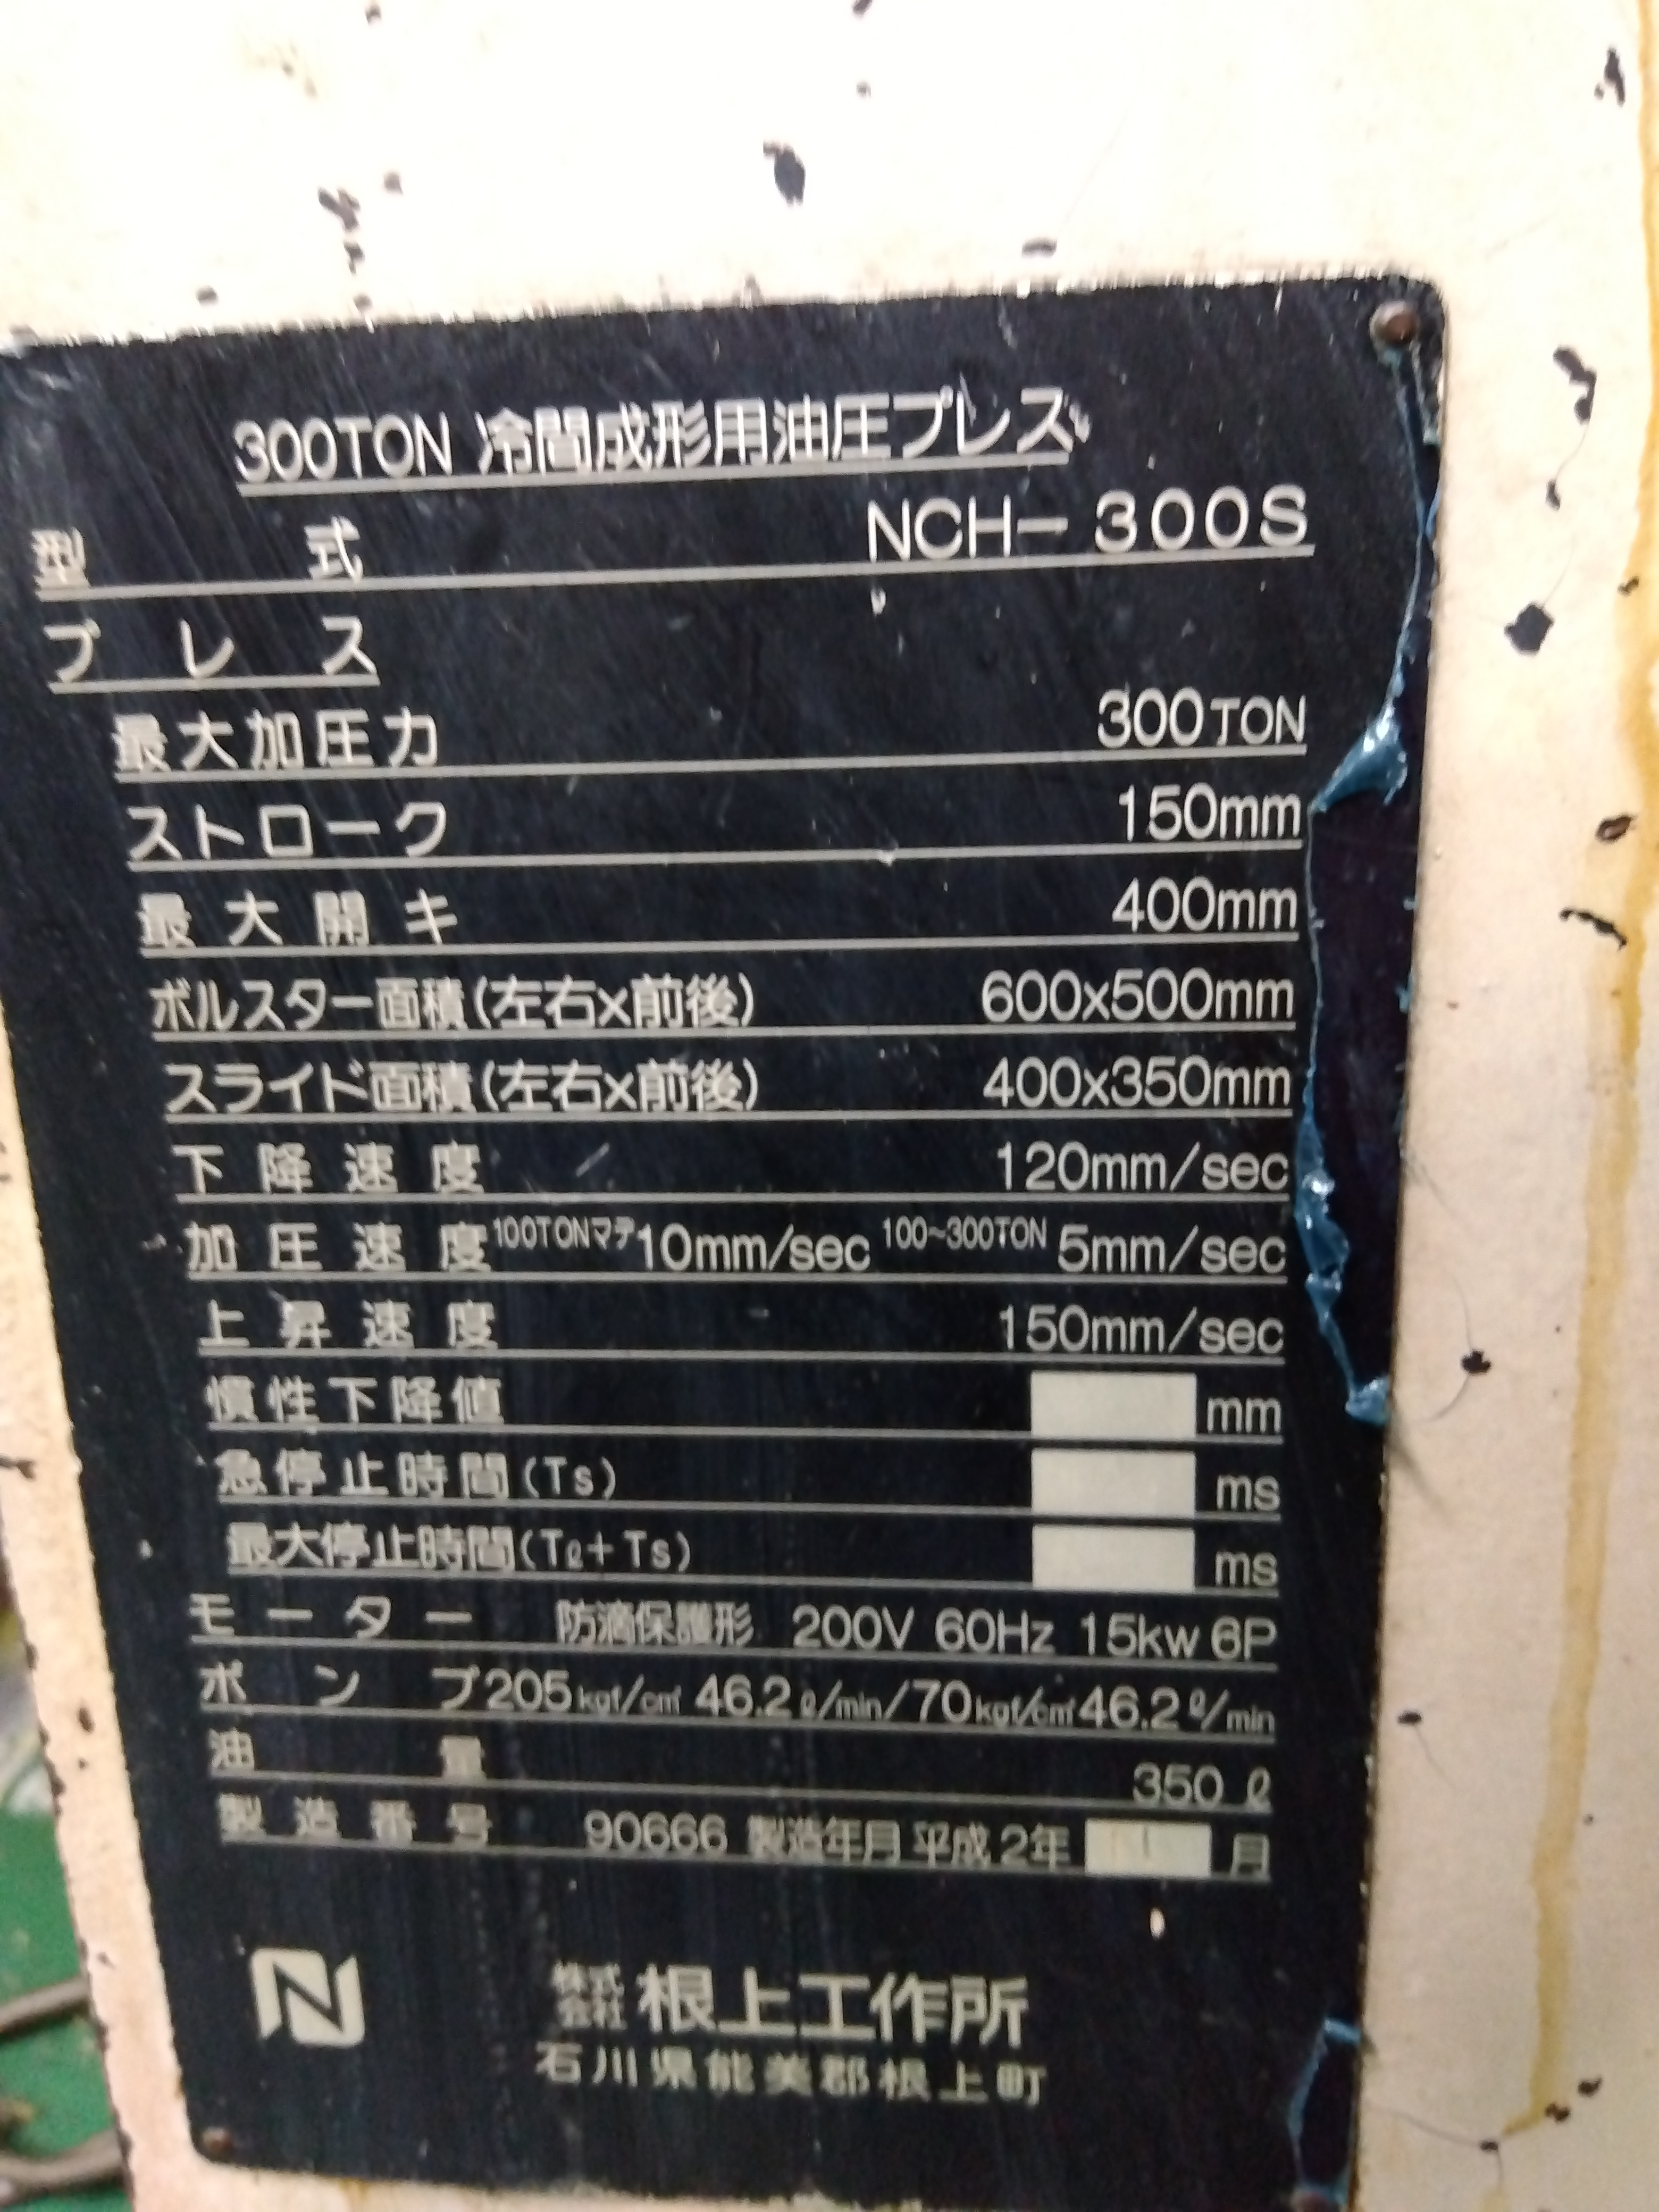 300TON 冷間成形用油圧プレス
型式 NCH-300S
プレス
最大加圧力 300TON
ストローク 150mm
最大開キ 400mm
ボルスター面積(左右x前後) 600x500mm
スライド面積(左右x前後) 400x350mm
下降速度 120mm/sec
加圧速度 100TONマデ 10mm/sec 100~300TON 5mm/sec
上昇速度 150mm/sec
慣性下降値 mm
急停止時間(Ts) ms
最大停止時間(Tℓ+Ts) ms
モーター 防滴保護形 200V 60Hz 15kw 6P
ポンプ 205kgf/cm² 46.2ℓ/min/70kgf/cm² 46.2ℓ/min
油量 350ℓ
製造番号 90666 製造年月 平成2年 月
N 株式会社 根上工作所
石川県能美郡根上町